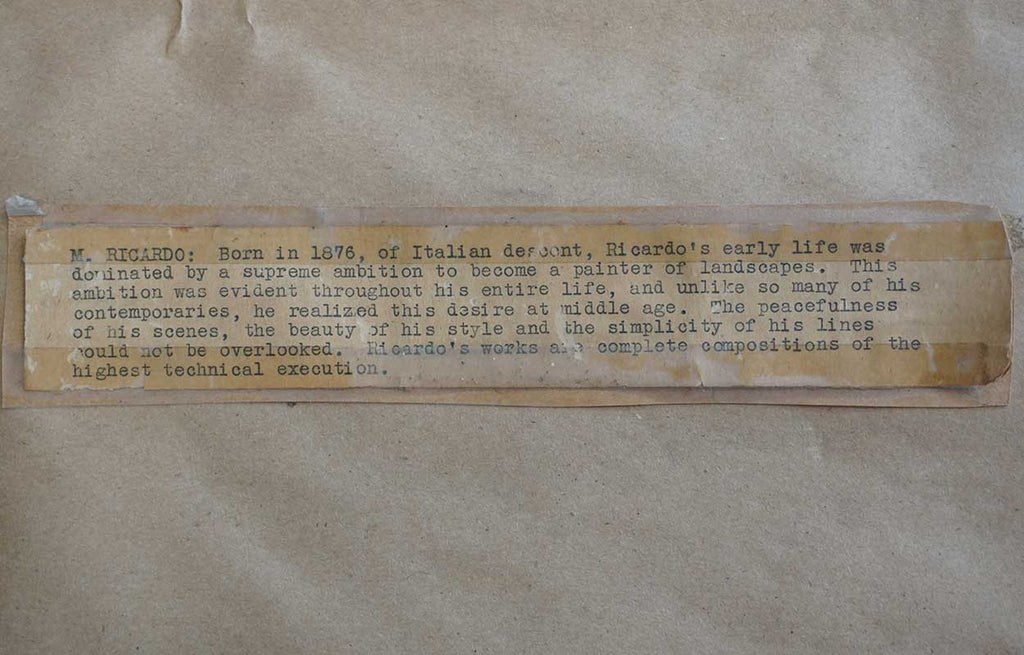 M. RICARDO: Born in 1876, of Italian descent, Ricardo's early life was
dominated by a supreme ambition to become a painter of landscapes. This
ambition was evident throughout his entire life, and unlike so many of his
contemporaries, he realized this desire at middle age. The peacefulness
of his scenes, the beauty of his style and the simplicity of his lines
could not be overlooked. Ricardo's works are complete compositions of the
highest technical execution.